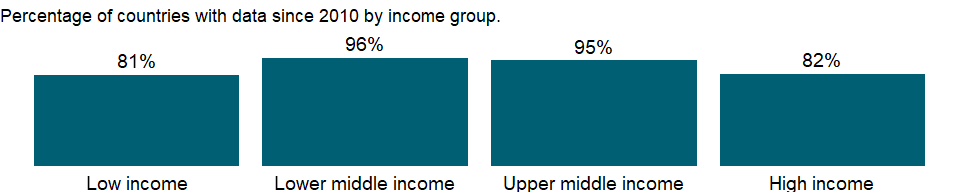 Percentage of countries with data since 2010 by income group.
81% 96% 95% 82%
Low income Lower middle income Upper middle income High income